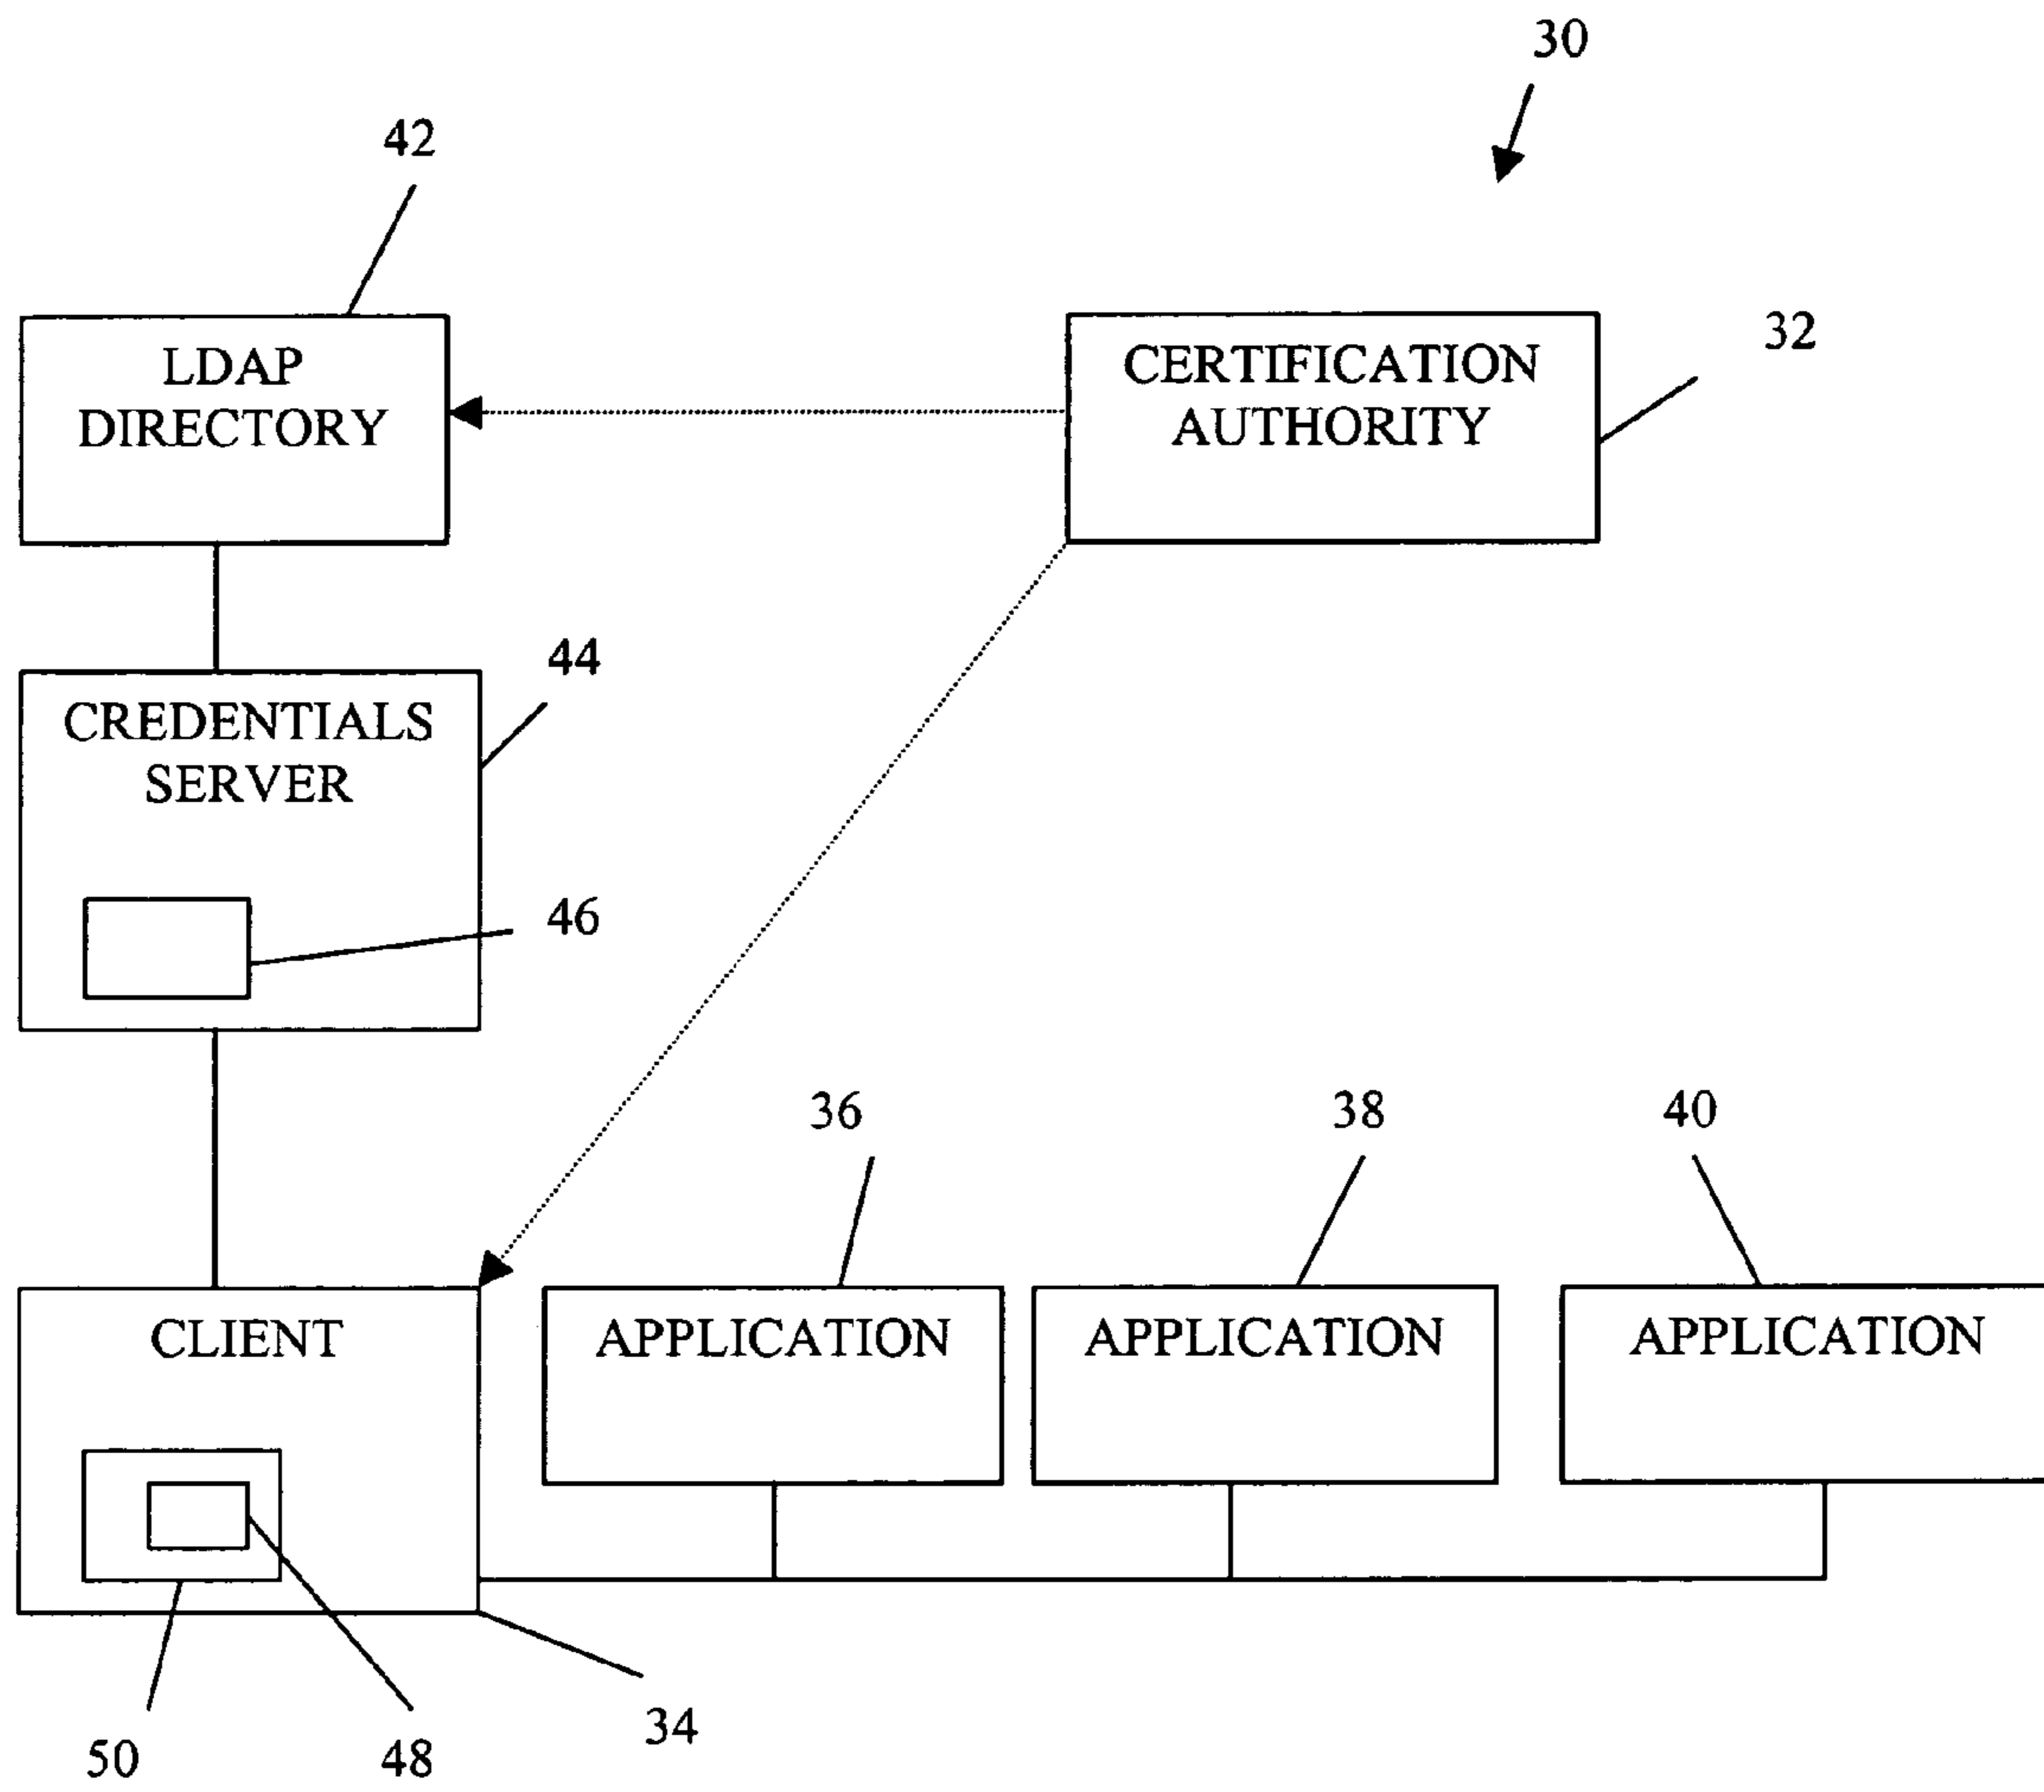 30
42
32
LDAP
DIRECTORY
CERTIFICATION
AUTHORITY
44
CREDENTIALS
SERVER
46
36
38
40
CLIENT
APPLICATION
APPLICATION
APPLICATION
34
50
48